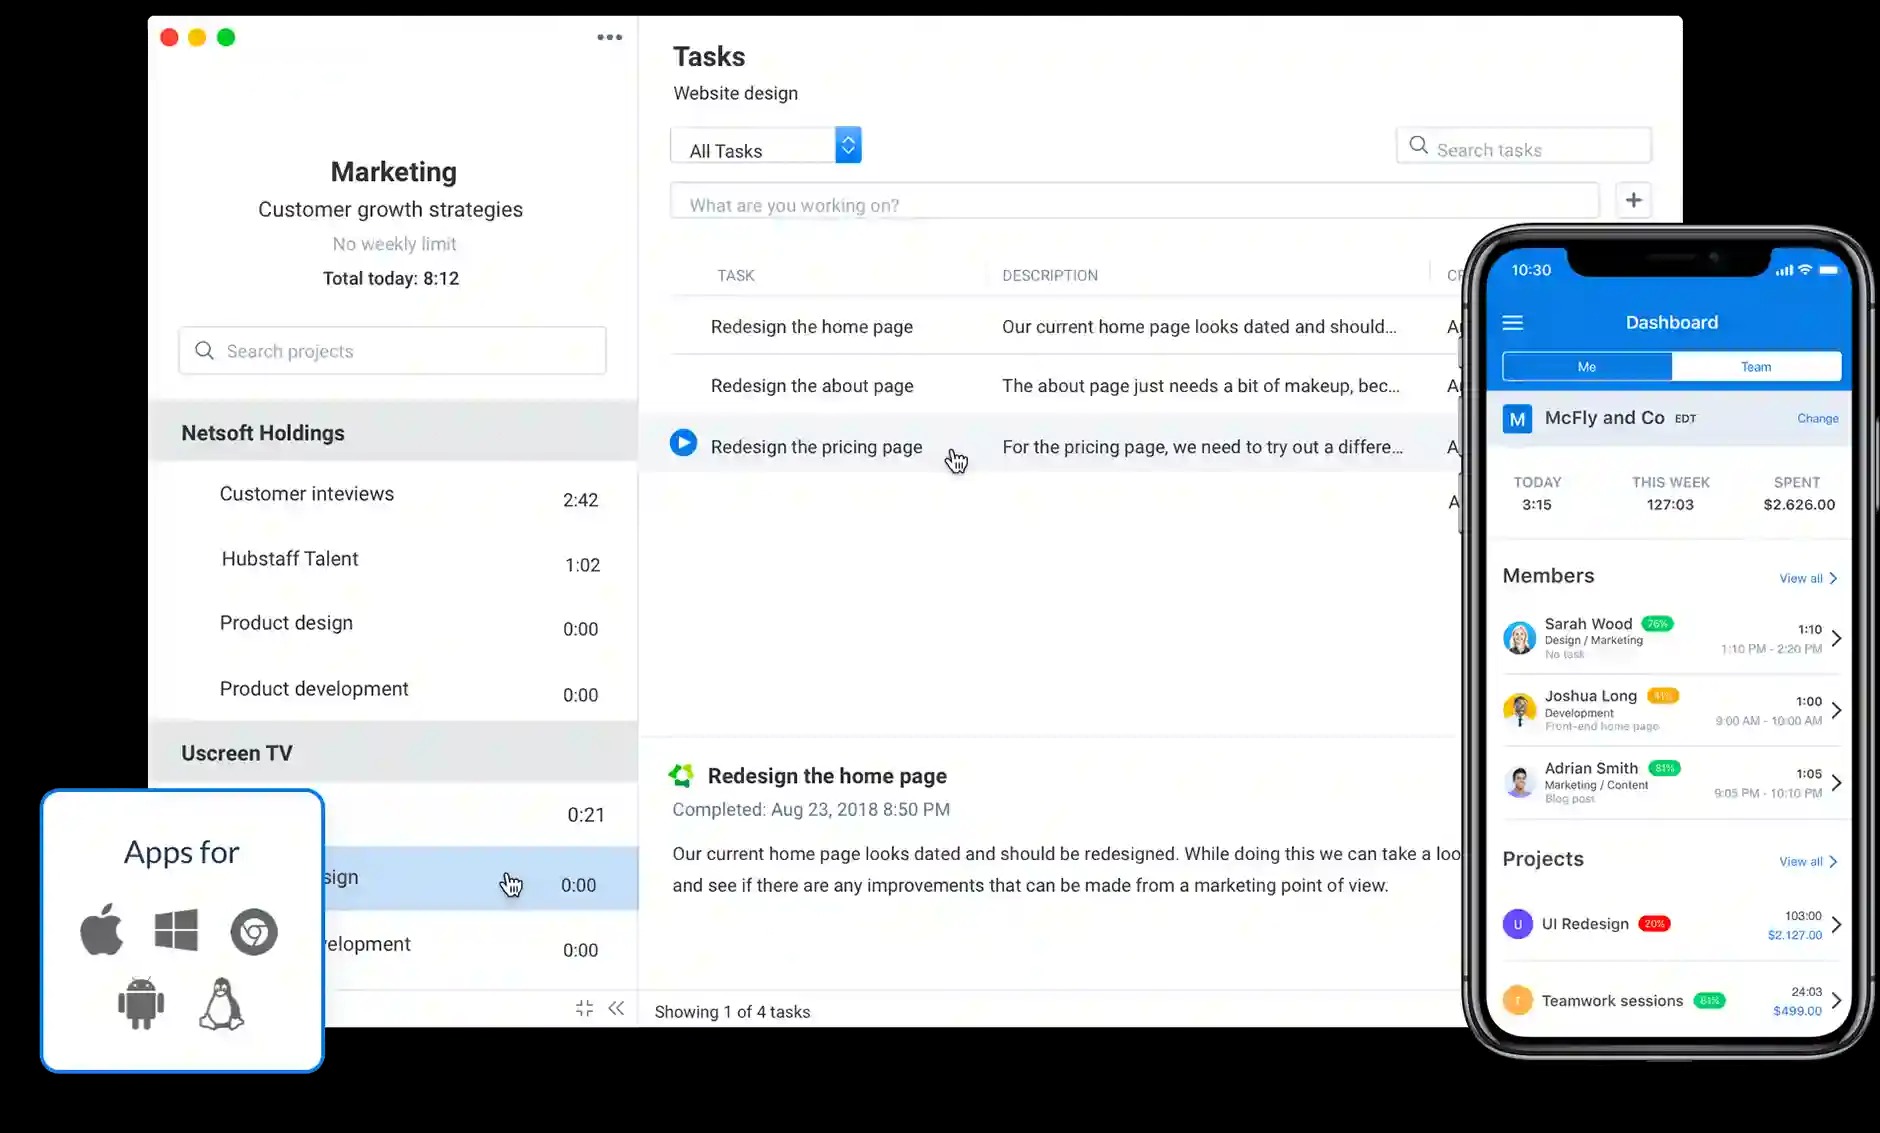 Marketing
Customer growth strategies
No weekly limit
Total today: 8:12
Search projects
Netsoft Holdings
Customer inteviews 2:42
Hubstaff Talent 1:02
Product design 0:00
Product development 0:00
Uscreen TV
0:21
sign 0:00
velopment 0:00
Tasks
Website design
All Tasks
Search tasks
What are you working on?
TASK DESCRIPTION
Redesign the home page Our current home page looks dated and should...
Redesign the about page The about page just needs a bit of makeup, bec...
Redesign the pricing page For the pricing page, we need to try out a differe...
A
Redesign the home page
Completed: Aug 23, 2018 8:50 PM
Our current home page looks dated and should be redesigned. While doing this we can take a loo
and see if there are any improvements that can be made from a marketing point of view.
Showing 1 of 4 tasks
Apps for
10:30
Dashboard
Me Team
M McFly and Co EDT Change
TODAY THIS WEEK SPENT
3:15 127:03 $2.626.00
Members View all
Sarah Wood 76% 1:10
Design / Marketing 1:10 PM - 2:20 PM
No task
Joshua Long 1:00
Development 9:00 AM - 10:00 AM
Front-end home page
Adrian Smith 81% 1:05
Marketing / Content 9:05 PM - 10:10 PM
Blog post
Projects View all
U UI Redesign 20% 103:00
$2.127.00
Teamwork sessions 24:03
$499.00